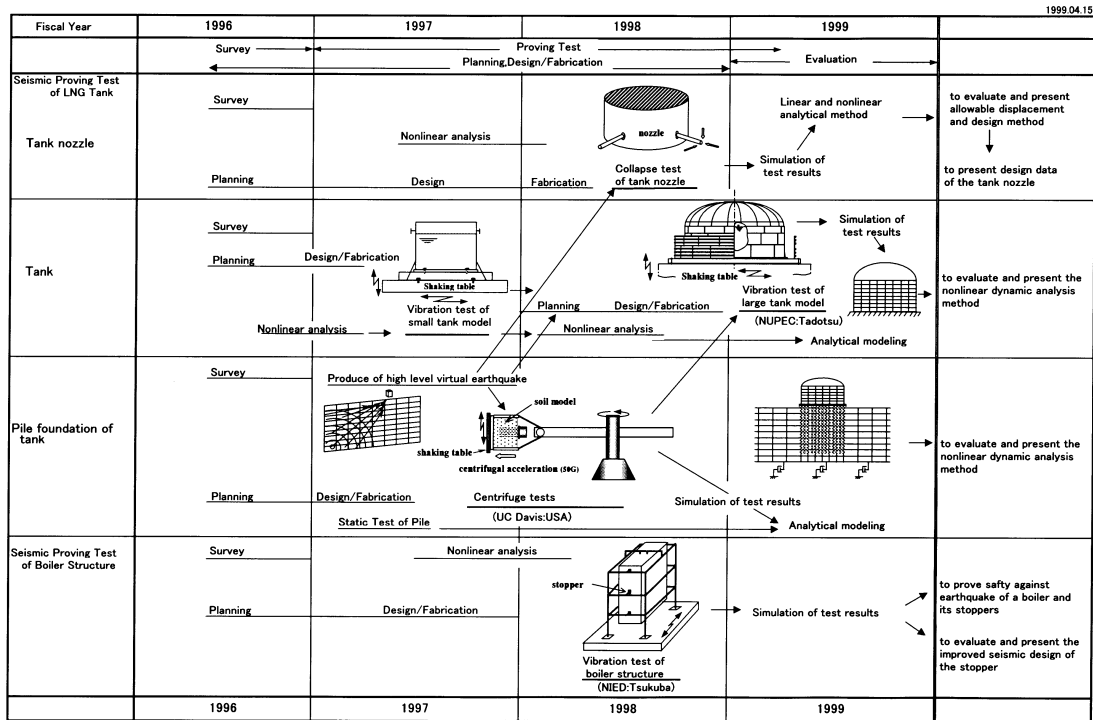 1999.04.15
Fiscal Year
1996
1997
1998
1999
Survey
Proving Test
Planning,Design/Fabrication
Evaluation
Seismic Proving Test
of LNG Tank
Tank nozzle
Survey
Nonlinear analysis
Planning
Design
Fabrication
nozzle
Collapse test
of tank nozzle
Linear and nonlinear
analytical method
Simulation of
test results
to evaluate and present
allowable displacement
and design method
to present design data
of the tank nozzle
Tank
Survey
Planning
Design/Fabrication
Shaking table
Vibration test of
small tank model
Nonlinear analysis
Planning
Design/Fabrication
Nonlinear analysis
Shaking table
Vibration test of
large tank model
(NUPEC:Tadotsu)
Simulation of
test results
Analytical modeling
to evaluate and present the
nonlinear dynamic analysis
method
Pile foundation of
tank
Survey
Produce of high level virtual earthquake
soil model
shaking table
centrifugal acceleration (50G)
Planning
Design/Fabrication
Centrifuge tests
(UC Davis:USA)
Static Test of Pile
Simulation of test results
Analytical modeling
to evaluate and present the
nonlinear dynamic analysis
method
Seismic Proving Test
of Boiler Structure
Survey
Nonlinear analysis
Planning
Design/Fabrication
stopper
Vibration test of
boiler structure
(NIED:Tsukuba)
Simulation of test results
to prove safty against
earthquake of a boiler and
its stoppers
to evaluate and present the
improved seismic design of
the stopper
1996
1997
1998
1999